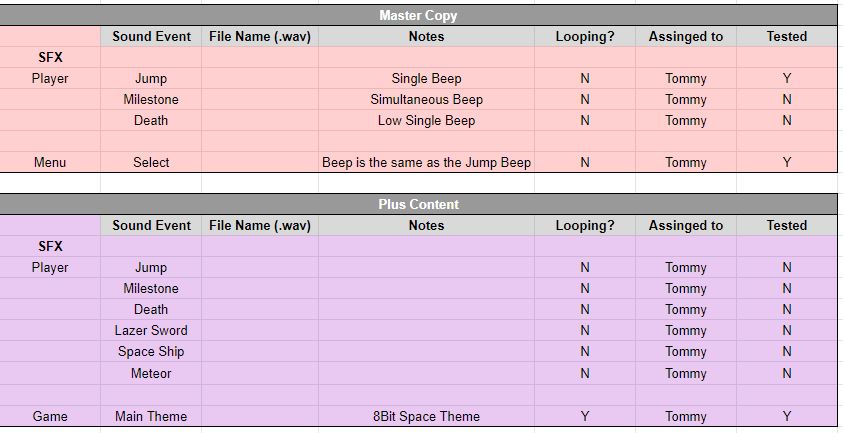 Master Copy
Sound Event File Name (.wav) Notes Looping? Assinged to Tested
SFX
Player Jump Single Beep N Tommy Y
Milestone Simultaneous Beep N Tommy N
Death Low Single Beep N Tommy N
Menu Select Beep is the same as the Jump Beep N Tommy Y
Plus Content
Sound Event File Name (.wav) Notes Looping? Assinged to Tested
SFX
Player Jump N Tommy N
Milestone N Tommy N
Death N Tommy N
Lazer Sword N Tommy N
Space Ship N Tommy N
Meteor N Tommy N
Game Main Theme 8Bit Space Theme Y Tommy Y